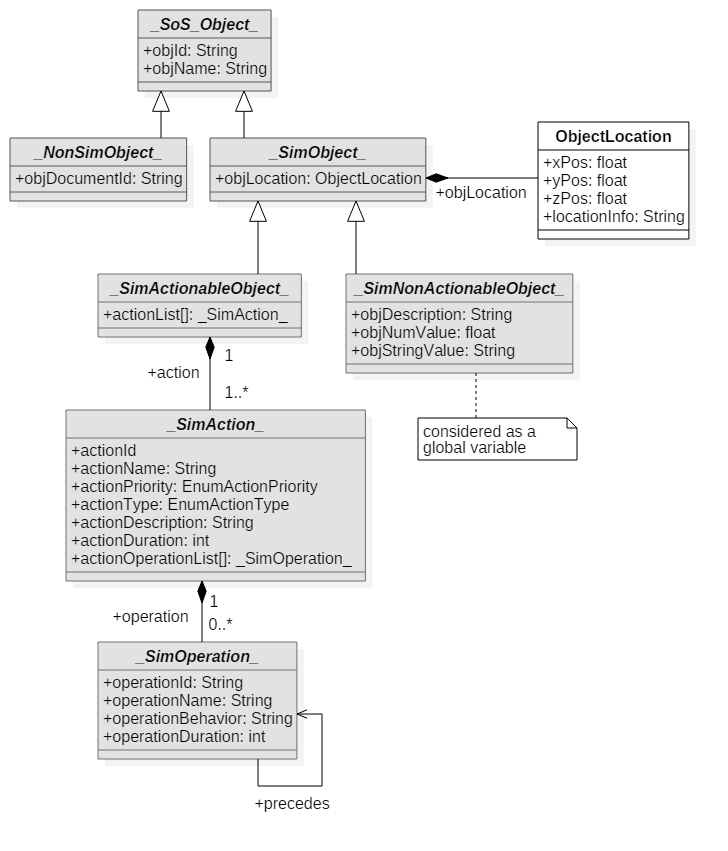 _SoS_Object_
+objId: String
+objName: String
_NonSimObject_
+objDocumentId: String
_SimObject_
+objLocation: ObjectLocation
+objLocation
ObjectLocation
+xPos: float
+yPos: float
+zPos: float
+locationInfo: String
_SimActionableObject_
+actionList[]: _SimAction_
_SimNonActionableObject_
+objDescription: String
+objNumValue: float
+objStringValue: String
considered as a
global variable
1
+action
1..*
_SimAction_
+actionId
+actionName: String
+actionPriority: EnumActionPriority
+actionType: EnumActionType
+actionDescription: String
+actionDuration: int
+actionOperationList[]: _SimOperation_
1
+operation
0..*
_SimOperation_
+operationId: String
+operationName: String
+operationBehavior: String
+operationDuration: int
+precedes